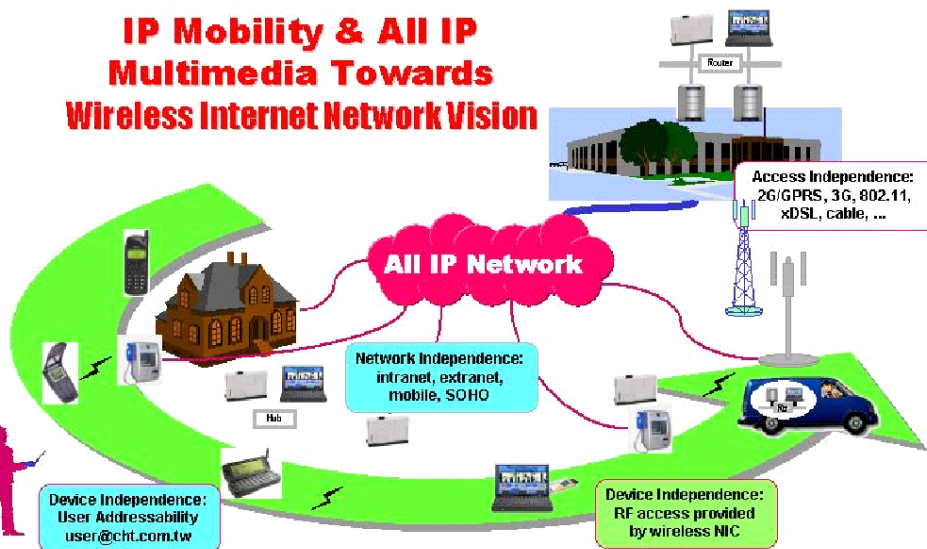 IP Mobility & All IP
Multimedia Towards
Wireless Internet Network Vision
Router
Access Independence:
2G/GPRS, 3G, 802.11,
xDSL, cable, ...
All IP Network
Network Independence:
intranet, extranet,
mobile, SOHO
Hub
Device Independence:
User Addressability
user@cht.com.tw
Device Independence:
RF access provided
by wireless NIC